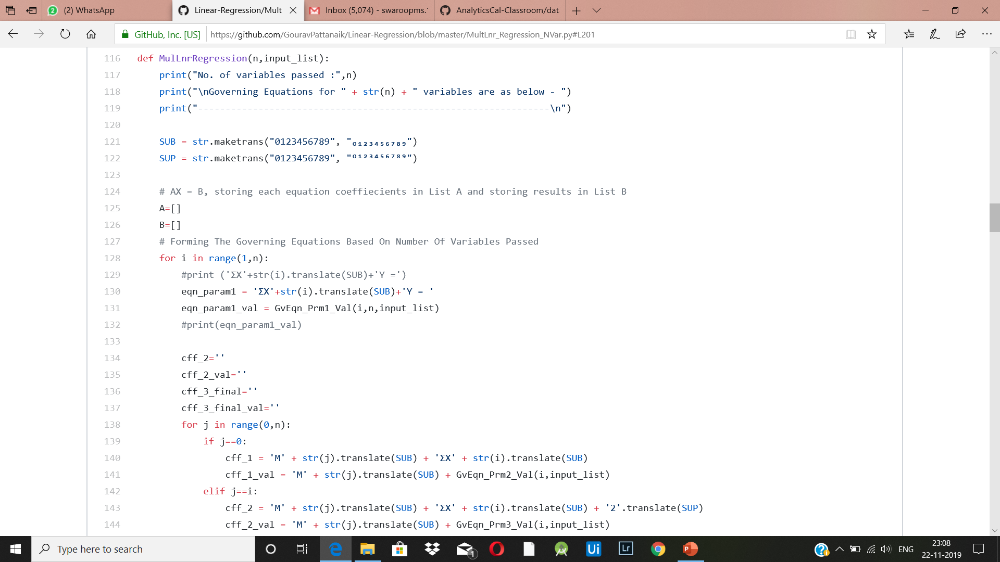 (2) WhatsApp
Linear-Regression/Mult
Inbox (5,074) - swaroopms.
AnalyticsCal-Classroom/dat
GitHub, Inc. [US] https://github.com/GouravPattanaik/Linear-Regression/blob/master/MultLnr_Regression_NVar.py#L201
116 def MulLnrRegression(n,input_list):
117     print("No. of variables passed :",n)
118     print("\nGoverning Equations for " + str(n) + " variables are as below - ")
119     print("----------------------------------------------------------------\n")
120
121     SUB = str.maketrans("0123456789", "₀₁₂₃₄₅₆₇₈₉")
122     SUP = str.maketrans("0123456789", "⁰¹²³⁴⁵⁶⁷⁸⁹")
123
124     # AX = B, storing each equation coeffiecients in List A and storing results in List B
125     A=[]
126     B=[]
127     # Forming The Governing Equations Based On Number Of Variables Passed
128     for i in range(1,n):
129         #print ('ΣX'+str(i).translate(SUB)+'Y =')
130         eqn_param1 = 'ΣX'+str(i).translate(SUB)+'Y = '
131         eqn_param1_val = GvEqn_Prm1_Val(i,n,input_list)
132         #print(eqn_param1_val)
133
134         cff_2=''
135         cff_2_val=''
136         cff_3_final=''
137         cff_3_final_val=''
138         for j in range(0,n):
139             if j==0:
140                 cff_1 = 'M' + str(j).translate(SUB) + 'ΣX' + str(i).translate(SUB)
141                 cff_1_val = 'M' + str(j).translate(SUB) + GvEqn_Prm2_Val(i,input_list)
142             elif j==i:
143                 cff_2 = 'M' + str(j).translate(SUB) + 'ΣX' + str(i).translate(SUB) + '2'.translate(SUP)
144                 cff_2_val = 'M' + str(j).translate(SUB) + GvEqn_Prm3_Val(i,input_list)
Type here to search
1
Ui
Lr
ENG
23:08
22-11-2019